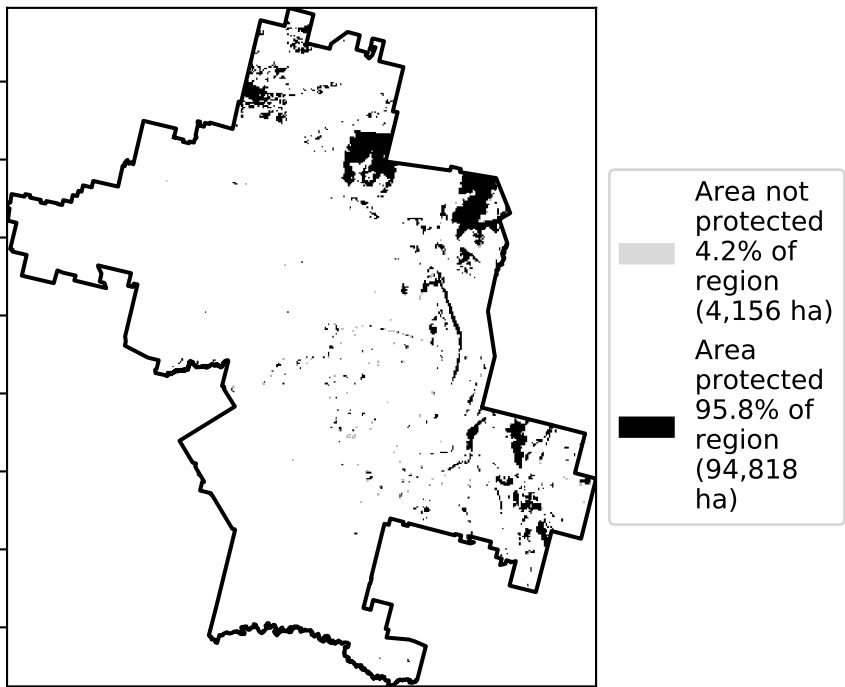 Area not
protected
4.2% of
region
(4,156 ha)
Area
protected
95.8% of
region
(94,818
ha)